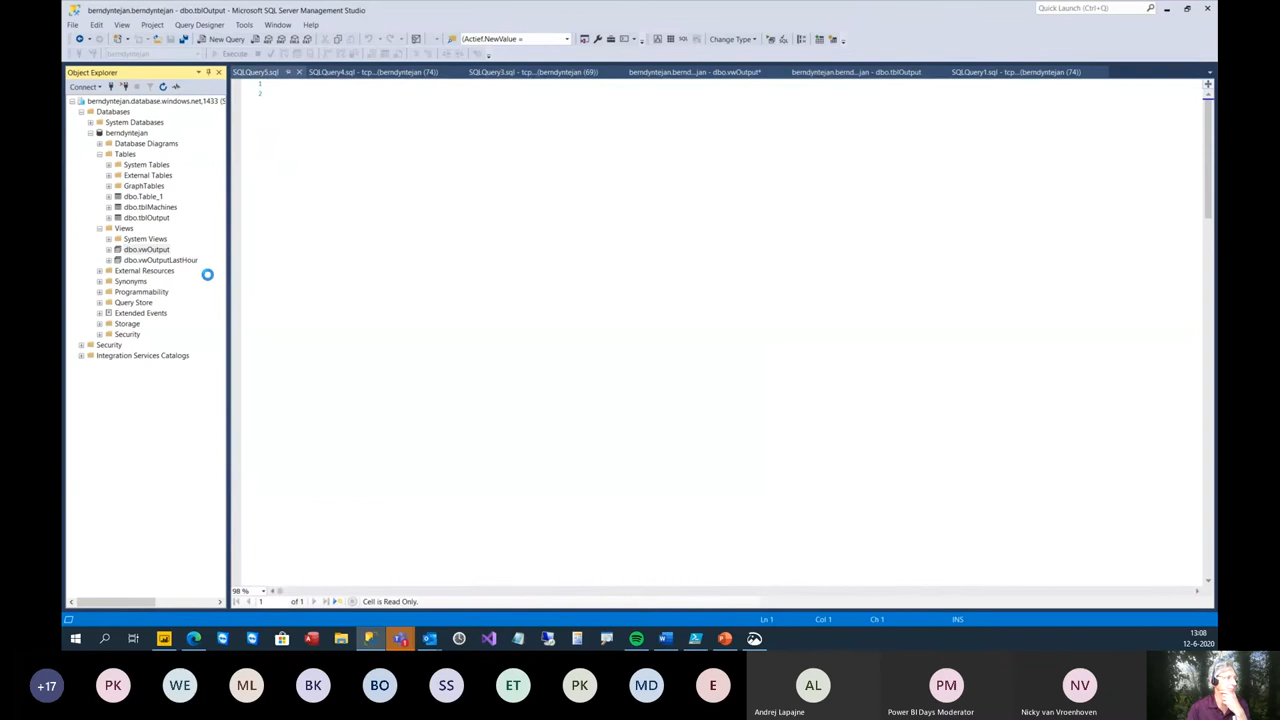 berndyntejan.berndyntejan - dbo.tblOutput - Microsoft SQL Server Management Studio
Quick Launch (Ctrl+Q)
File Edit View Project Query Designer Tools Window Help
New Query
(Actief.NewValue =
Change Type
berndyntejan
Execute
Object Explorer
SQLQuery5.sql
SQLQuery4.sql - tcp...(berndyntejan (74))
SQLQuery3.sql - tcp...(berndyntejan (69))
berndyntejan.bernd...jan - dbo.vwOutput*
berndyntejan.bernd...jan - dbo.tblOutput
SQLQuery1.sql - tcp...(berndyntejan (74))
Connect
1
2
berndyntejan.database.windows.net,1433 (S
Databases
System Databases
berndyntejan
Database Diagrams
Tables
System Tables
External Tables
GraphTables
dbo.Table_1
dbo.tblMachines
dbo.tblOutput
Views
System Views
dbo.vwOutput
dbo.vwOutputLastHour
External Resources
Synonyms
Programmability
Query Store
Extended Events
Storage
Security
Security
Integration Services Catalogs
98 %
1 of 1 Cell is Read Only.
Ln 1 Col 1 Ch 1 INS
13:08
12-6-2020
+17 PK WE ML BK BO SS ET PK MD E AL PM NV
Andrej Lapajne
Power BI Days Moderator
Nicky van Vroenhoven